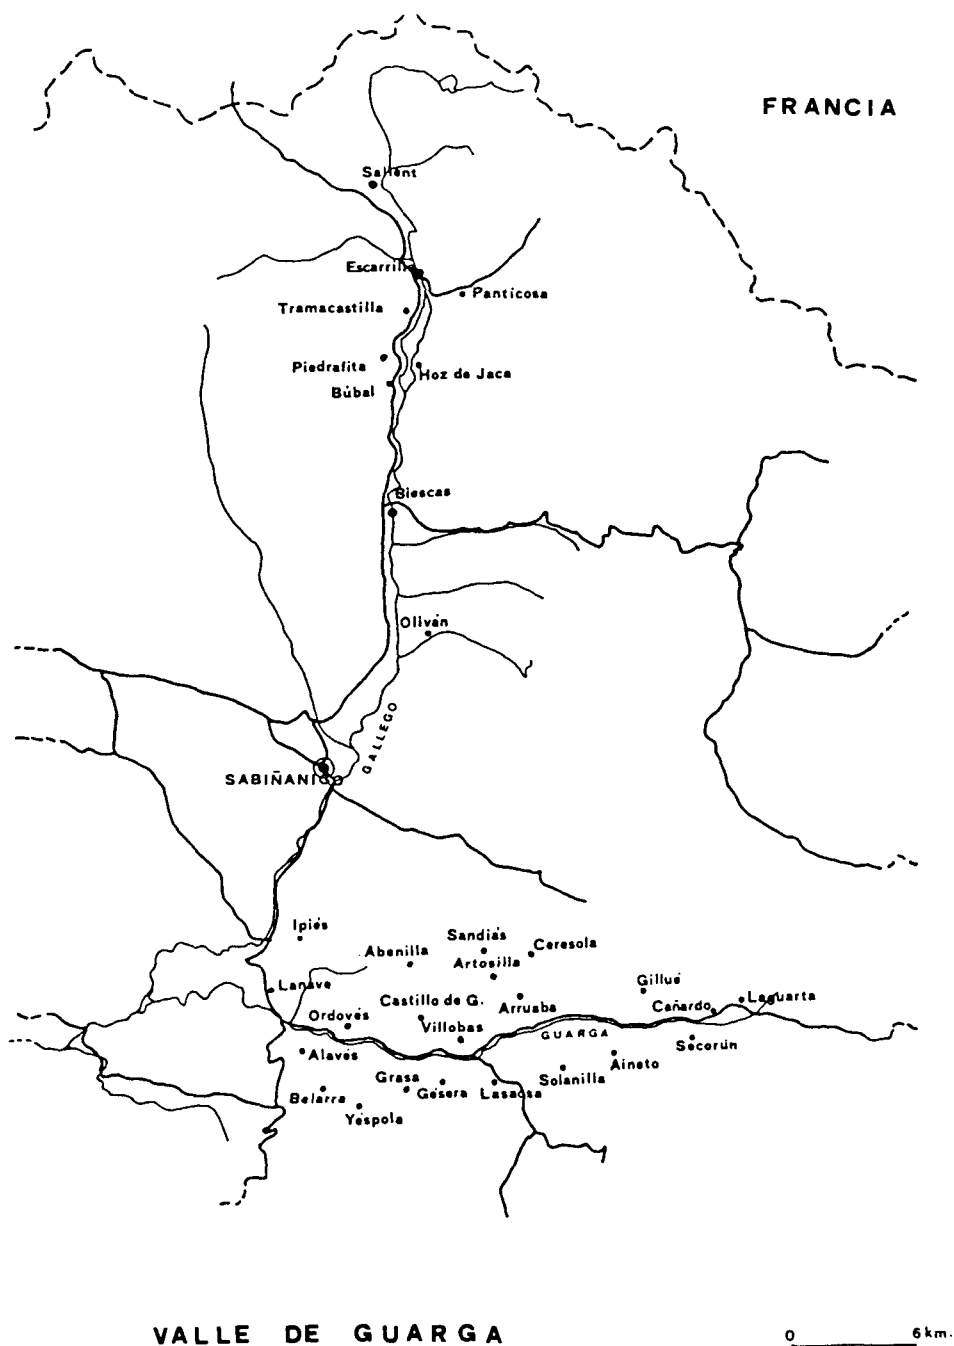 FRANCIA
Sallent
Escarrilla
Panticosa
Tramacastilla
Piedrafita
Hoz de Jaca
Búbal
Biescas
Oliván
GALLEGO
SABIÑANIGO
Ipiés
Sandiás
Abenilla
Ceresola
Artosilla
Gillué
Lanave
Castillo de G.
Arruaba
Cañardo
Laguarta
Ordovés
Villobas
GUARGA
Secorún
Alavés
Aineto
Grasa
Solanilla
Belarra
Gésera
Lasaosa
Yéspola
VALLE DE GUARGA
0 6 km.